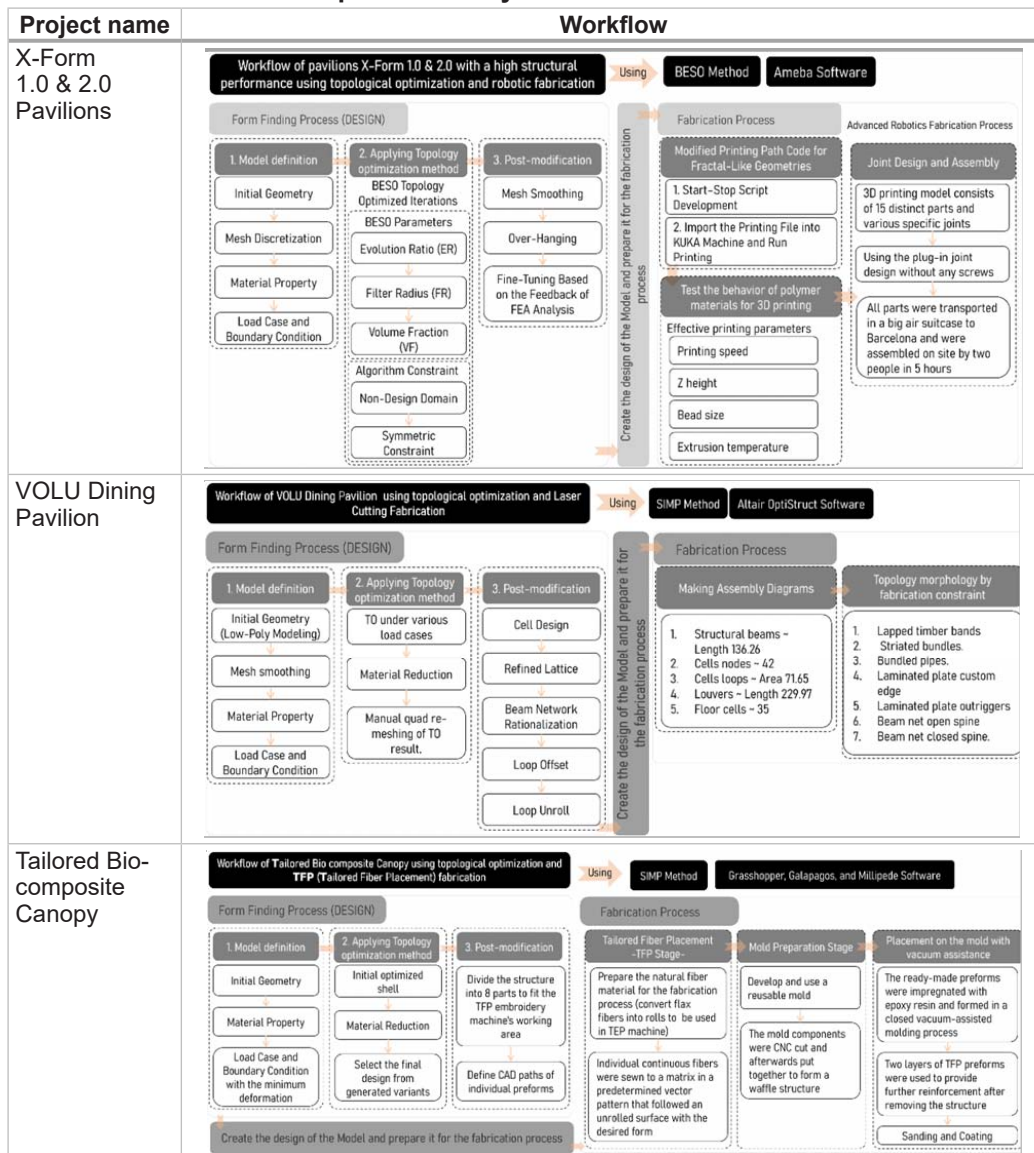 Project name
Workflow
X-Form
1.0 & 2.0
Pavilions
Workflow of pavilions X-Form 1.0 & 2.0 with a high structural
performance using topological optimization and robotic fabrication
Using
BESO Method
Ameba Software
Form Finding Process (DESIGN)
1. Model definition
Initial Geometry
Mesh Discretization
Material Property
Load Case and
Boundary Condition
2. Applying Topology
optimization method
BESO Topology
Optimized Iterations
BESO Parameters
Evolution Ratio (ER)
Filter Radius (FR)
Volume Fraction
(VF)
Algorithm Constraint
Non-Design Domain
Symmetric
Constraint
3. Post-modification
Mesh Smoothing
Over-Hanging
Fine-Tuning Based
on the Feedback of
FEA Analysis
Create the design of the Model and prepare it for the fabrication
process
Fabrication Process
Modified Printing Path Code for
Fractal-Like Geometries
1. Start-Stop Script
Development
2. Import the Printing File into
KUKA Machine and Run
Printing
Test the behavior of polymer
materials for 3D printing
Effective printing parameters
Printing speed
Z height
Bead size
Extrusion temperature
Advanced Robotics Fabrication Process
Joint Design and Assembly
3D printing model consists
of 15 distinct parts and
various specific joints
Using the plug-in joint
design without any screws
All parts were transported
in a big air suitcase to
Barcelona and were
assembled on site by two
people in 5 hours
VOLU Dining
Pavilion
Workflow of VOLU Dining Pavilion using topological optimization and Laser
Cutting Fabrication
Using
SIMP Method
Altair OptiStruct Software
Form Finding Process (DESIGN)
1. Model definition
Initial Geometry
(Low-Poly Modeling)
Mesh smoothing
Material Property
Load Case and
Boundary Condition
2. Applying Topology
optimization method
TO under various
load cases
Material Reduction
Manual quad re-
meshing of TO
result.
3. Post-modification
Cell Design
Refined Lattice
Beam Network
Rationalization
Loop Offset
Loop Unroll
Create the design of the Model and prepare it for
the fabrication process
Fabrication Process
Making Assembly Diagrams
1. Structural beams ~
Length 136.26
2. Cells nodes ~ 42
3. Cells loops ~ Area 71.65
4. Louvers ~ Length 229.97
5. Floor cells ~ 35
Topology morphology by
fabrication constraint
1. Lapped timber bands
2. Striated bundles.
3. Bundled pipes.
4. Laminated plate custom
edge
5. Laminated plate outriggers
6. Beam net open spine
7. Beam net closed spine.
Tailored Bio-
composite
Canopy
Workflow of Tailored Bio composite Canopy using topological optimization and
TFP (Tailored Fiber Placement) fabrication
Using
SIMP Method
Grasshopper, Galapagos, and Millipede Software
Form Finding Process (DESIGN)
1. Model definition
Initial Geometry
Material Property
Load Case and
Boundary Condition
with the minimum
deformation
2. Applying Topology
optimization method
Initial optimized
shell
Material Reduction
Select the final
design from
generated variants
3. Post-modification
Divide the structure
into 8 parts to fit the
TFP embroidery
machine's working
area
Define CAD paths of
individual preforms
Create the design of the Model and prepare it for the fabrication process
Fabrication Process
Tailored Fiber Placement
-TFP Stage-
Prepare the natural fiber
material for the fabrication
process (convert flax
fibers into rolls to be used
in TEP machine)
Individual continuous fibers
were sewn to a matrix in a
predetermined vector
pattern that followed an
unrolled surface with the
desired form
Mold Preparation Stage
Develop and use a
reusable mold
The mold components
were CNC cut and
afterwards put
together to form a
waffle structure
Placement on the mold with
vacuum assistance
The ready-made preforms
were impregnated with
epoxy resin and formed in a
closed vacuum-assisted
molding process
Two layers of TFP preforms
were used to provide
further reinforcement after
removing the structure
Sanding and Coating